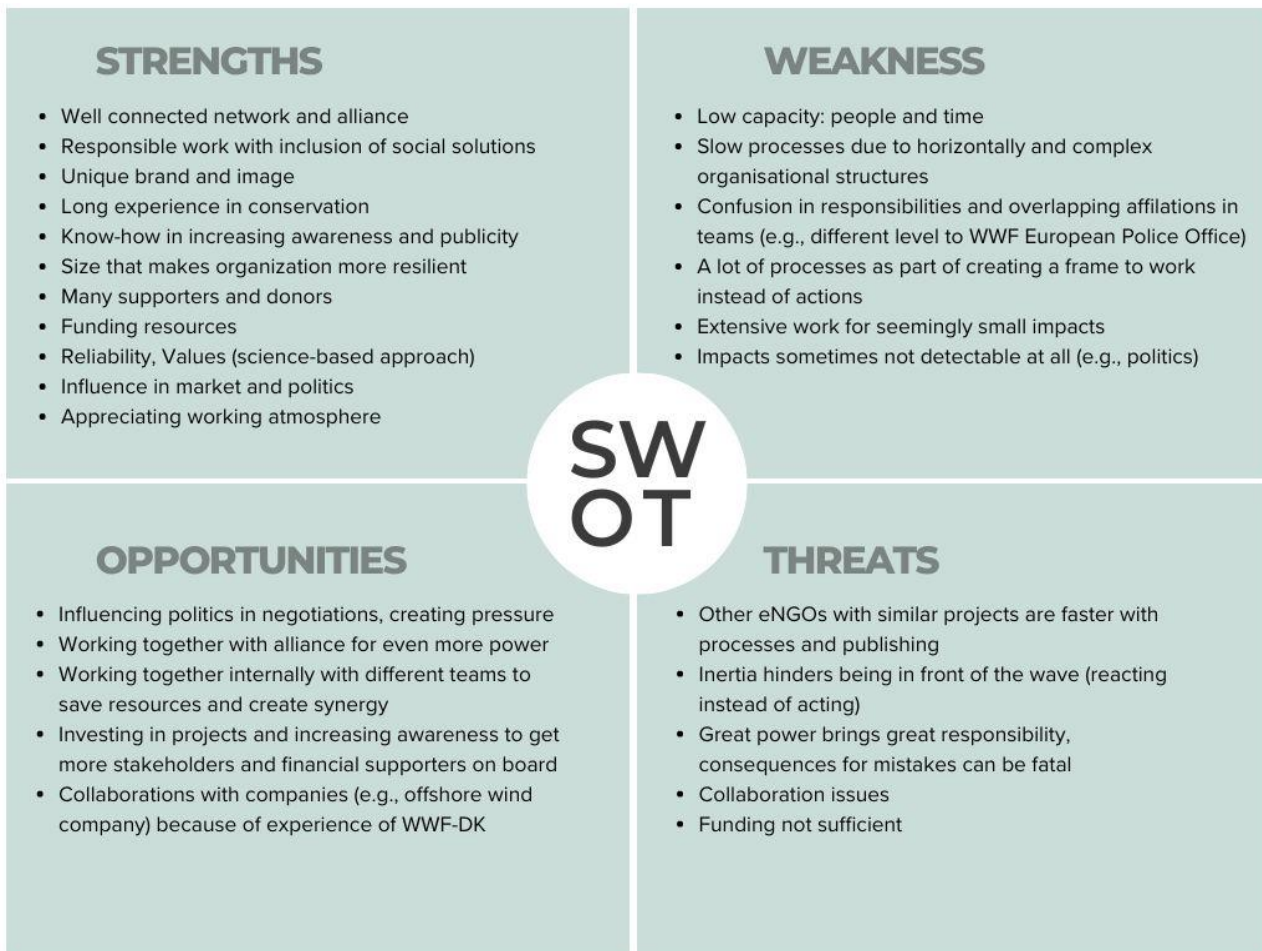 STRENGTHS
• Well connected network and alliance
• Responsible work with inclusion of social solutions
• Unique brand and image
• Long experience in conservation
• Know-how in increasing awareness and publicity
• Size that makes organization more resilient
• Many supporters and donors
• Funding resources
• Reliability, Values (science-based approach)
• Influence in market and politics
• Appreciating working atmosphere
WEAKNESS
• Low capacity: people and time
• Slow processes due to horizontally and complex
organisational structures
• Confusion in responsibilities and overlapping affilations in
teams (e.g., different level to WWF European Police Office)
• A lot of processes as part of creating a frame to work
instead of actions
• Extensive work for seemingly small impacts
• Impacts sometimes not detectable at all (e.g., politics)
SW
OT
OPPORTUNITIES
• Influencing politics in negotiations, creating pressure
• Working together with alliance for even more power
• Working together internally with different teams to
save resources and create synergy
• Investing in projects and increasing awareness to get
more stakeholders and financial supporters on board
• Collaborations with companies (e.g., offshore wind
company) because of experience of WWF-DK
THREATS
• Other eNGOs with similar projects are faster with
processes and publishing
• Inertia hinders being in front of the wave (reacting
instead of acting)
• Great power brings great responsibility,
consequences for mistakes can be fatal
• Collaboration issues
• Funding not sufficient